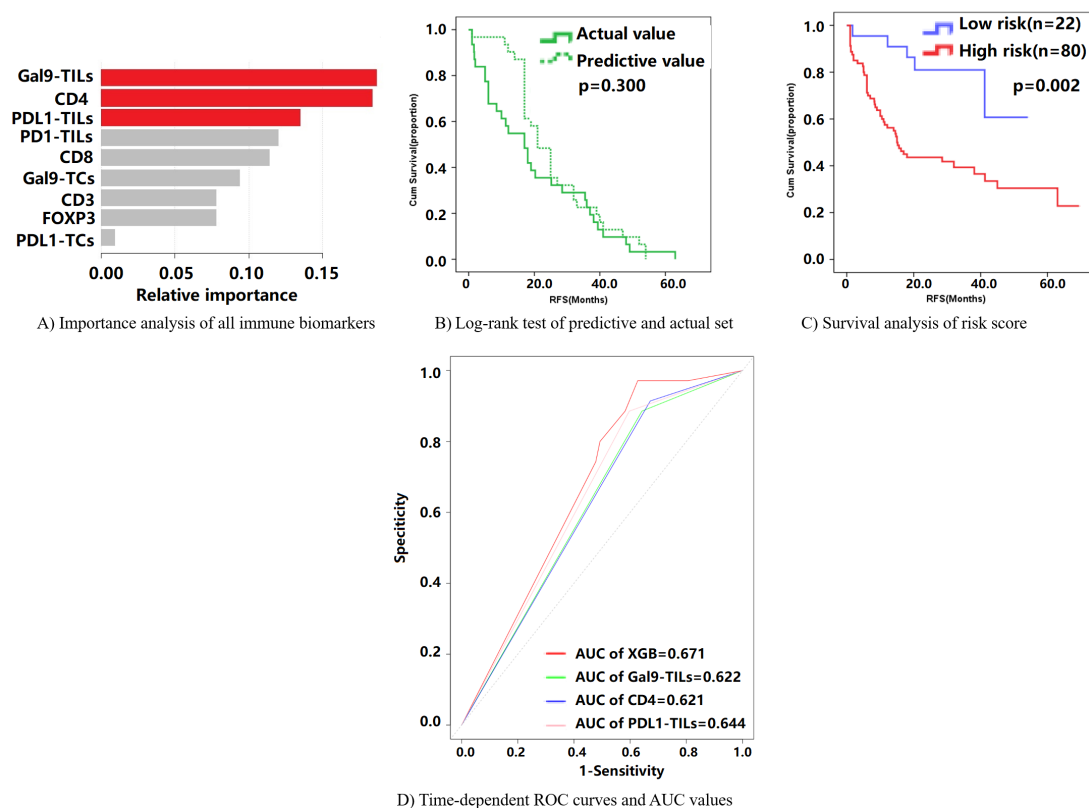 Gal9-TILs
CD4
PDL1-TILs
PD1-TILs
CD8
Gal9-TCs
CD3
FOXP3
PDL1-TCs
0.00 0.05 0.10 0.15
Relative importance
A) Importance analysis of all immune biomarkers
Cum Survival(proportion)
1.0
0.8
0.6
0.4
0.2
0.0
Actual value
Predictive value
p=0.300
0 20.0 40.0 60.0
RFS(Months)
B) Log-rank test of predictive and actual set
Cum Survival(proportion)
1.0
0.8
0.6
0.4
0.2
0.0
Low risk(n=22)
High risk(n=80)
p=0.002
0 20.0 40.0 60.0
RFS(Months)
C) Survival analysis of risk score
Speciticity
1.0
0.8
0.6
0.4
0.2
0.0
AUC of XGB=0.671
AUC of Gal9-TILs=0.622
AUC of CD4=0.621
AUC of PDL1-TILs=0.644
0.0 0.2 0.4 0.6 0.8 1.0
1-Sensitivity
D) Time-dependent ROC curves and AUC values